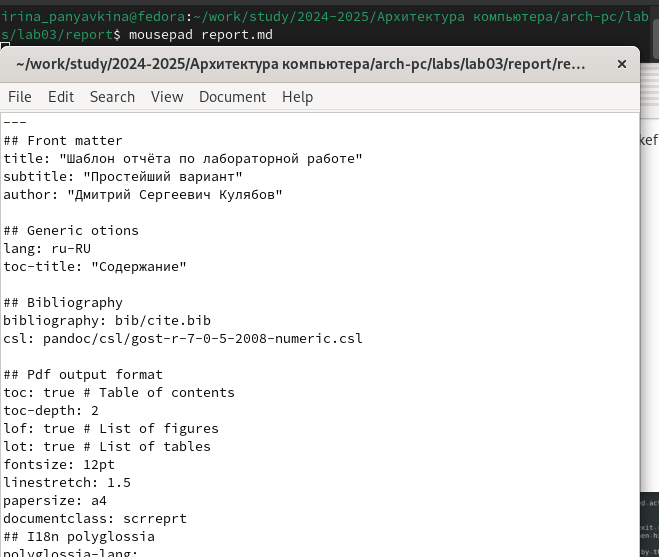 irina_panyavkina@fedora:~/work/study/2024-2025/Архитектура компьютера/arch-pc/lab
s/lab03/report$ mousepad report.md
~/work/study/2024-2025/Архитектура компьютера/arch-pc/labs/lab03/report/re...
×
File Edit Search View Document Help
---
## Front matter
title: "Шаблон отчёта по лабораторной работе"
subtitle: "Простейший вариант"
author: "Дмитрий Сергеевич Кулябов"
## Generic otions
lang: ru-RU
toc-title: "Содержание"
## Bibliography
bibliography: bib/cite.bib
csl: pandoc/csl/gost-r-7-0-5-2008-numeric.csl
## Pdf output format
toc: true # Table of contents
toc-depth: 2
lof: true # List of figures
lot: true # List of tables
fontsize: 12pt
linestretch: 1.5
papersize: a4
documentclass: scrreprt
## I18n polyglossia
polyglossia-lang:
kef